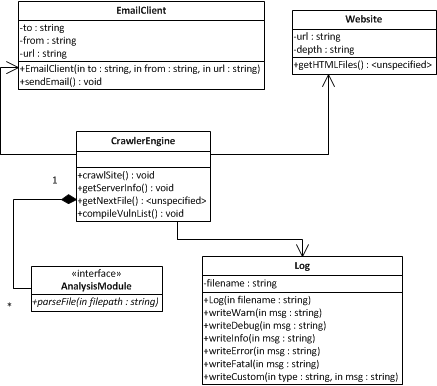 EmailClient
-to : string
-from : string
-url : string
+EmailClient(in to : string, in from : string, in url : string)
+sendEmail() : void
Website
-url : string
-depth : string
+getHTMLFiles() : <unspecified>
CrawlerEngine
+crawlSite() : void
+getServerInfo() : void
+getNextFile() : <unspecified>
+compileVulnList() : void
1
*
«interface»
AnalysisModule
+parseFile(in filepath : string)
Log
-filename : string
+Log(in filename : string)
+writeWarn(in msg : string)
+writeDebug(in msg : string)
+writeInfo(in msg : string)
+writeError(in msg : string)
+writeFatal(in msg : string)
+writeCustom(in type : string, in msg : string)